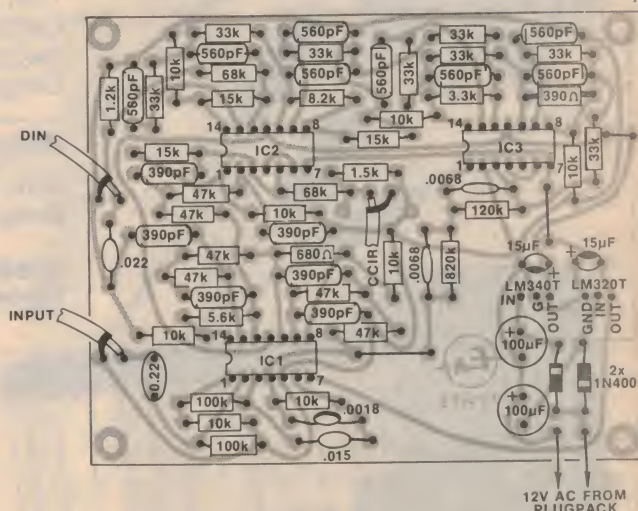 33k
560pF
33k
560pF
10k
560pF
33k
33k
33k
1.2k
560pF
33k
68k
560pF
560pF
33k
560pF
560pF
15k
8.2k
3.3k
390Ω
10k
DIN
14
8
14
8
15k
IC2
15k
IC3
10k
33k
1
7
1
7
390pF
1.5k
47k
68k
.0068
47k
10k
120k
390pF
390pF
CCIR
10k
.0068
820k
15μF
15μF
.022
47k
680Ω
+
+
47k
390pF
LM340T
LM320T
390pF
47k
IN
G
OUT
GND
IN
OUT
INPUT
5.6k
390pF
10k
14
8
47k
+
100μF
IC1
0.22
1
7
2x
1N400
100k
10k
+
100μF
10k
.0018
100k
.015
12V AC FROM
PLUGPACK